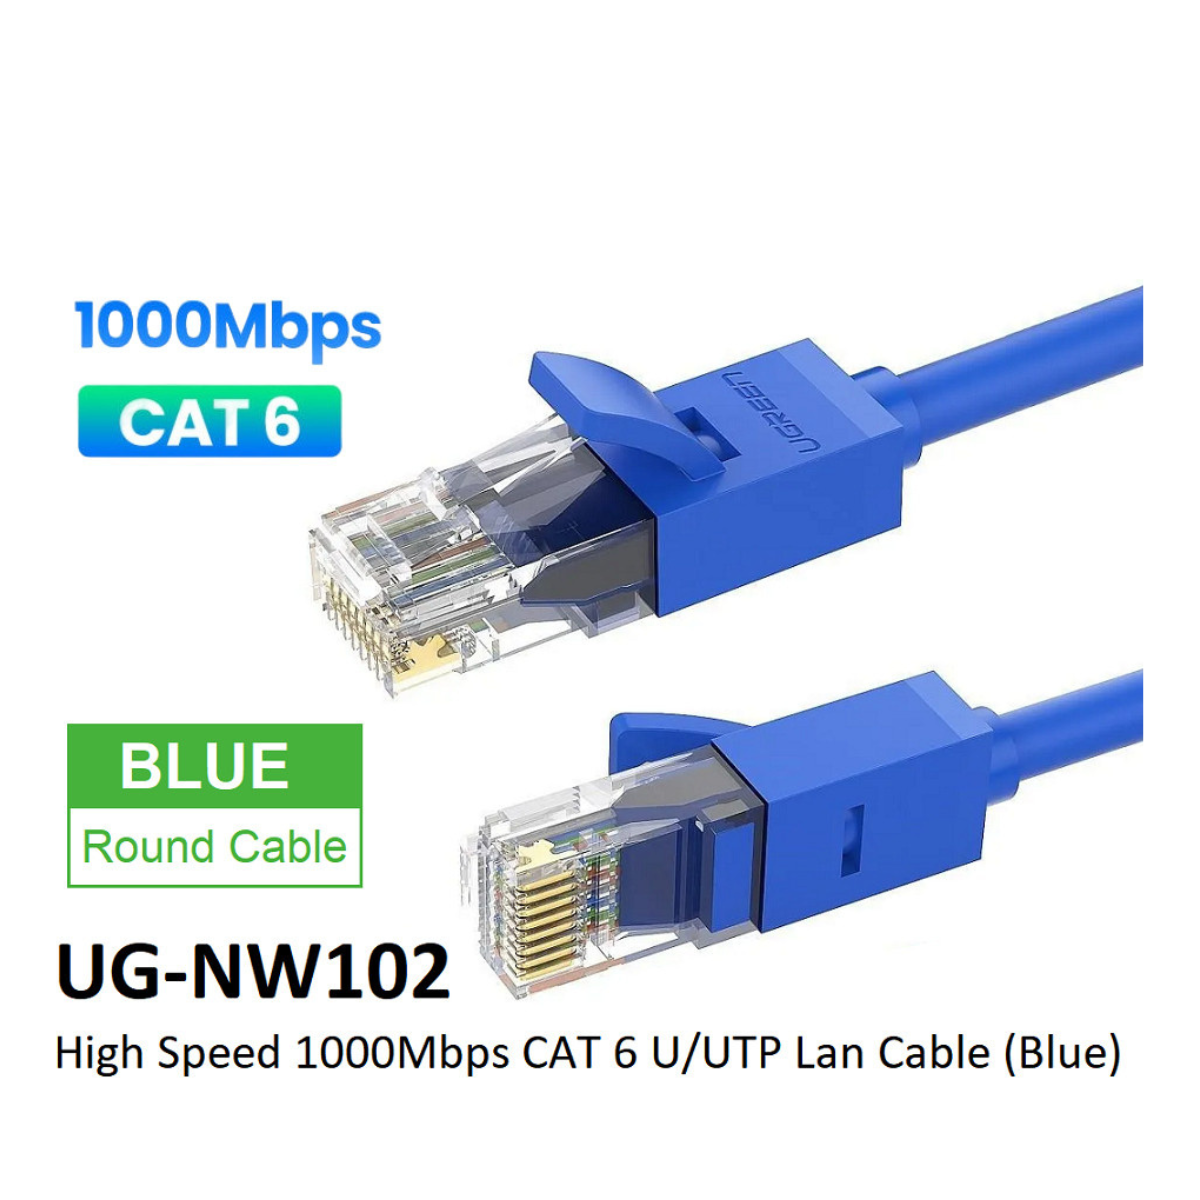 1000Mbps
CAT 6
UGREEN
BLUE
Round Cable
UG-NW102
High Speed 1000Mbps CAT 6 U/UTP Lan Cable (Blue)